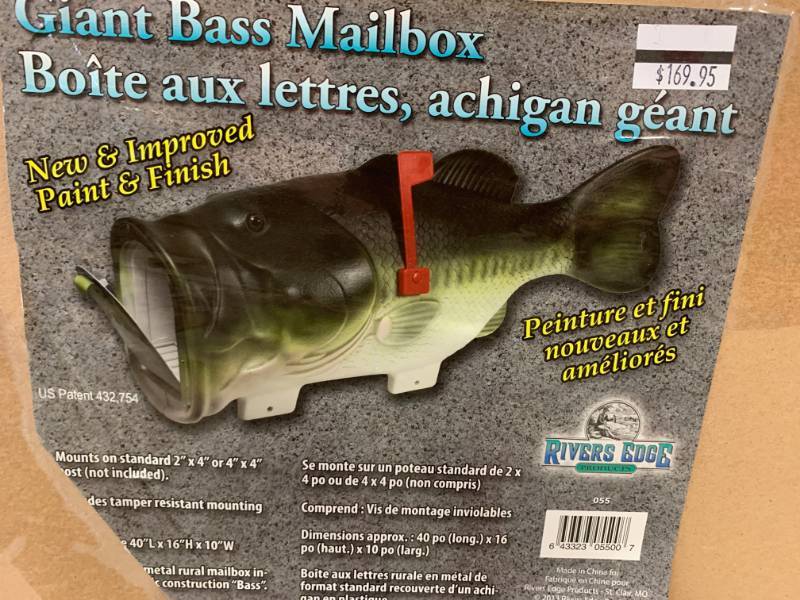 Giant Bass Mailbox
$169.95
Boîte aux lettres, achigan géant
New & Improved
Paint & Finish
Peinture et fini
nouveaux et
améliorés
US Patent 432,754
RIVERS EDGE
PRODUCTS
055
6 43323 05500 7
Made in China for
Fabriqué en Chine pour
Rivers Edge Products - St. Clair, MO
© 2013 Rivers
Mounts on standard 2" x 4" or 4" x 4"
(not included).
tamper resistant mounting
40"L x 16"H x 10"W
metal rural mailbox in-
construction "Bass".
Se monte sur un poteau standard de 2 x
4 po ou de 4 x 4 po (non compris)
Comprend : Vis de montage inviolables
Dimensions approx. : 40 po (long.) x 16
po (haut.) x 10 po (larg.)
Boîte aux lettres rurale en métal de
format standard recouverte d'un achi-
gan en plastique